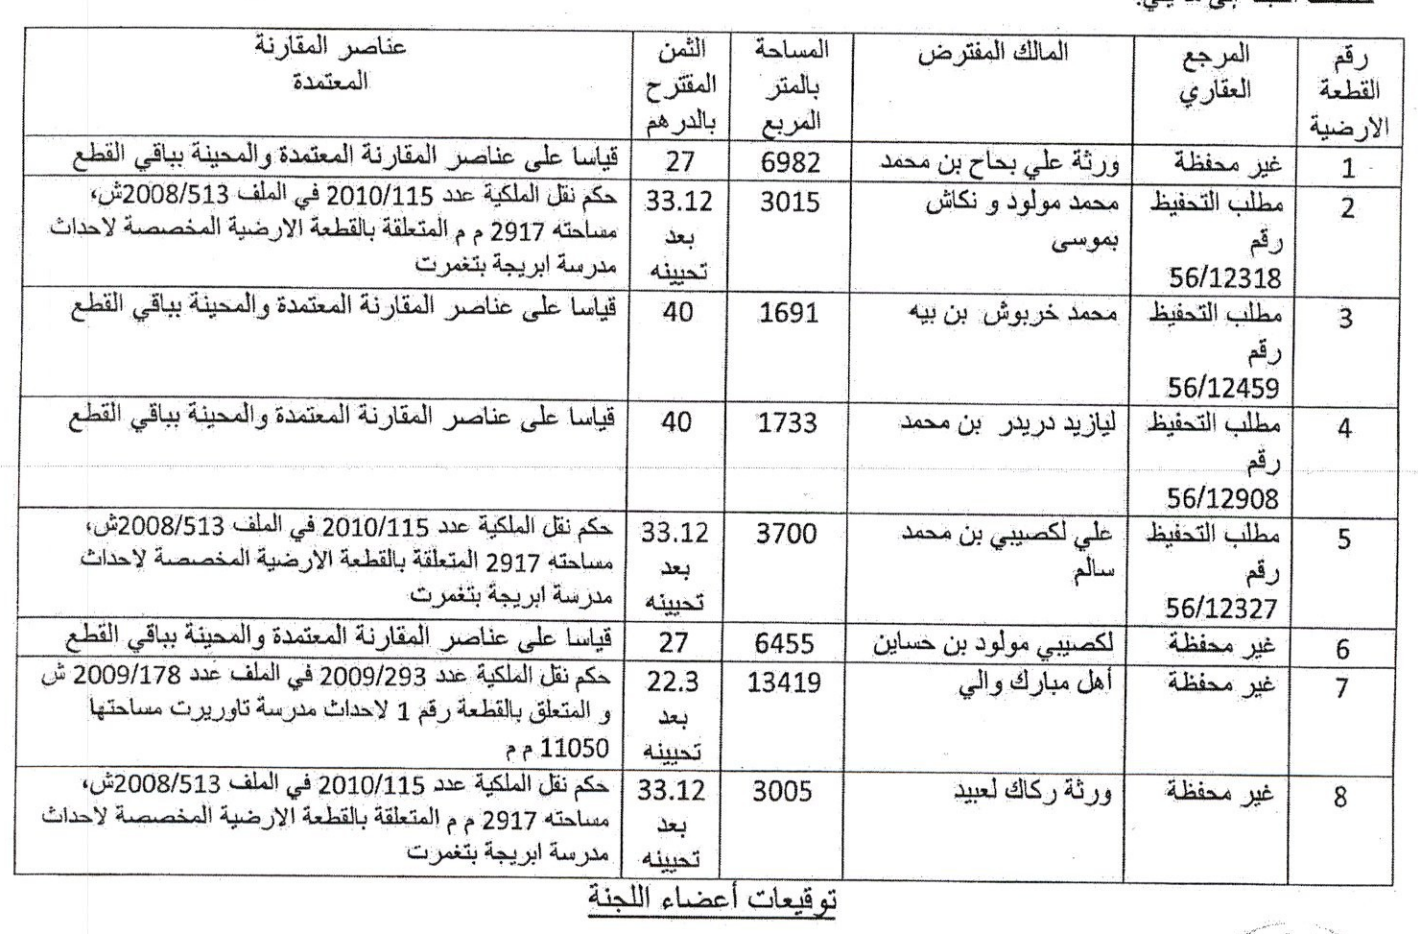 رقم القطعة الارضية | المرجع العقاري | المالك المفترض | المساحة بالمتر المربع | الثمن المقترح بالدرهم | عناصر المقارنة المعتمدة
1 | غير محفظة | ورثة علي بحاح بن محمد | 6982 | 27 | قياسا على عناصر المقارنة المعتمدة والمحينة بباقي القطع
2 | مطلب التحفيظ رقم 56/12318 | محمد مولود و نكاش بموسى | 3015 | 33.12 بعد تحيينه | حكم نقل الملكية عدد 2010/115 في الملف 2008/513ش، مساحته 2917 م م المتعلقة بالقطعة الارضية المخصصة لاحداث مدرسة ابريجة بتغمرت
3 | مطلب التحفيظ رقم 56/12459 | محمد خربوش بن بيه | 1691 | 40 | قياسا على عناصر المقارنة المعتمدة والمحينة بباقي القطع
4 | مطلب التحفيظ رقم 56/12908 | ليازيد دريدر بن محمد | 1733 | 40 | قياسا على عناصر المقارنة المعتمدة والمحينة بباقي القطع
5 | مطلب التحفيظ رقم 56/12327 | علي لكصيبي بن محمد سالم | 3700 | 33.12 بعد تحيينه | حكم نقل الملكية عدد 2010/115 في الملف 2008/513ش، مساحته 2917 المتعلقة بالقطعة الارضية المخصصة لاحداث مدرسة ابريجة بتغمرت
6 | غير محفظة | لكصيبي مولود بن حساين | 6455 | 27 | قياسا على عناصر المقارنة المعتمدة والمحينة بباقي القطع
7 | غير محفظة | أهل مبارك والي | 13419 | 22.3 بعد تحيينه | حكم نقل الملكية عدد 2009/293 في الملف عدد 2009/178 ش و المتعلق بالقطعة رقم 1 لاحداث مدرسة تاوريرت مساحتها 11050 م م
8 | غير محفظة | ورثة ركاك لعبيد | 3005 | 33.12 بعد تحيينه | حكم نقل الملكية عدد 2010/115 في الملف 2008/513ش، مساحته 2917 م م المتعلقة بالقطعة الارضية المخصصة لاحداث مدرسة ابريجة بتغمرت
توقيعات أعضاء اللجنة